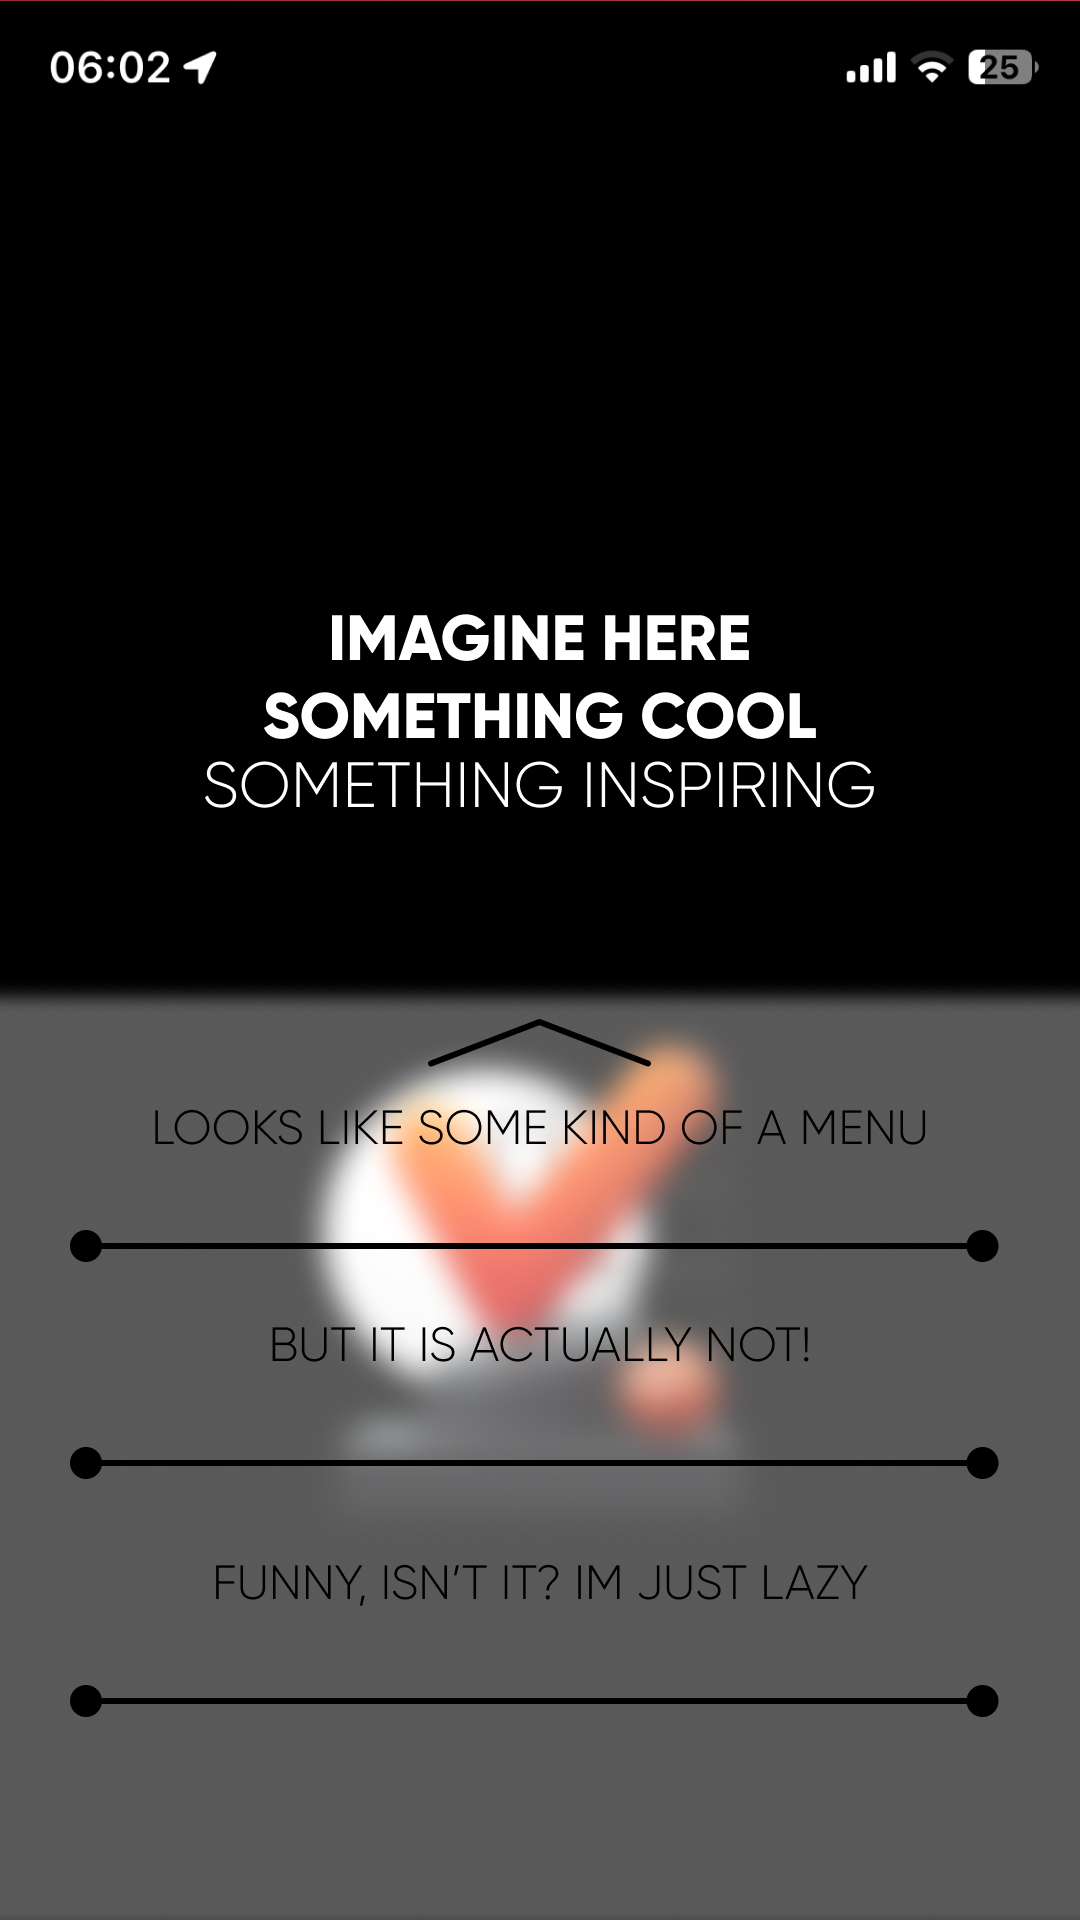 06:02
25
IMAGINE HERE
SOMETHING COOL
SOMETHING INSPIRING
LOOKS LIKE SOME KIND OF A MENU
BUT IT IS ACTUALLY NOT!
FUNNY, ISN’T IT? IM JUST LAZY